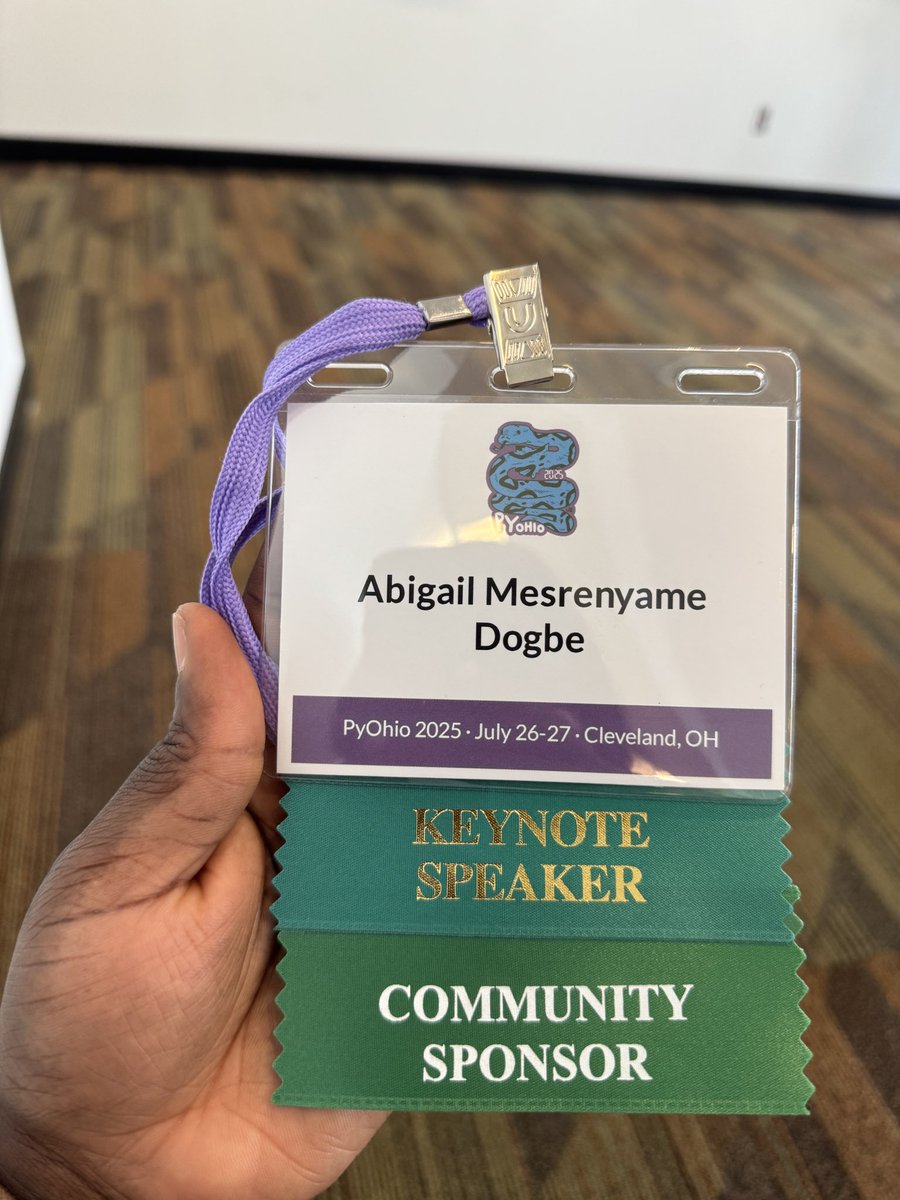 2025
PYOHIO
Abigail Mesrenyame
Dogbe
PyOhio 2025 · July 26-27 · Cleveland, OH
KEYNOTE
SPEAKER
COMMUNITY
SPONSOR